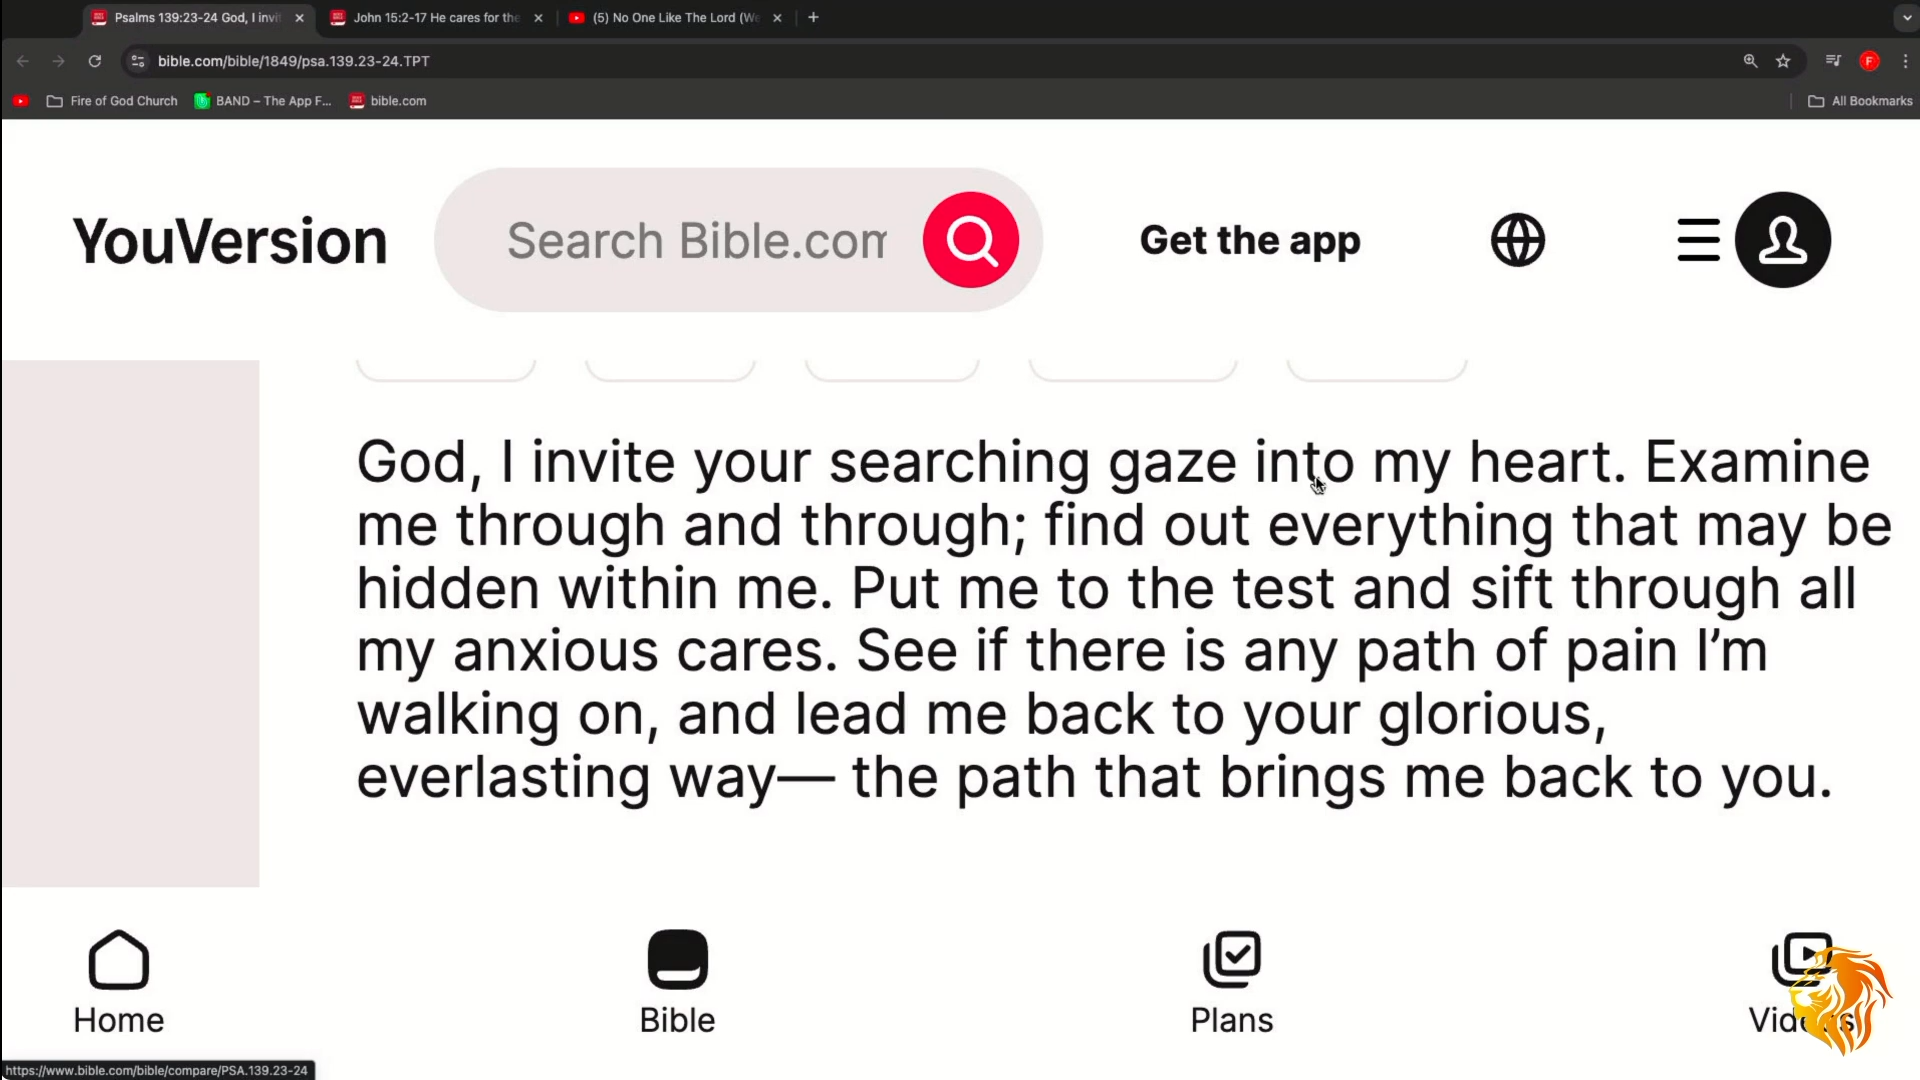 Psalms 139:23-24 God, I invi
John 15:2-17 He cares for the
(5) No One Like The Lord (We
bible.com/bible/1849/psa.139.23-24.TPT
F
Fire of God Church
BAND – The App F...
bible.com
All Bookmarks
YouVersion
Search Bible.com
Get the app
God, I invite your searching gaze into my heart. Examine
me through and through; find out everything that may be
hidden within me. Put me to the test and sift through all
my anxious cares. See if there is any path of pain I’m
walking on, and lead me back to your glorious,
everlasting way— the path that brings me back to you.
Home
Bible
Plans
Videos
https://www.bible.com/bible/compare/PSA.139.23-24